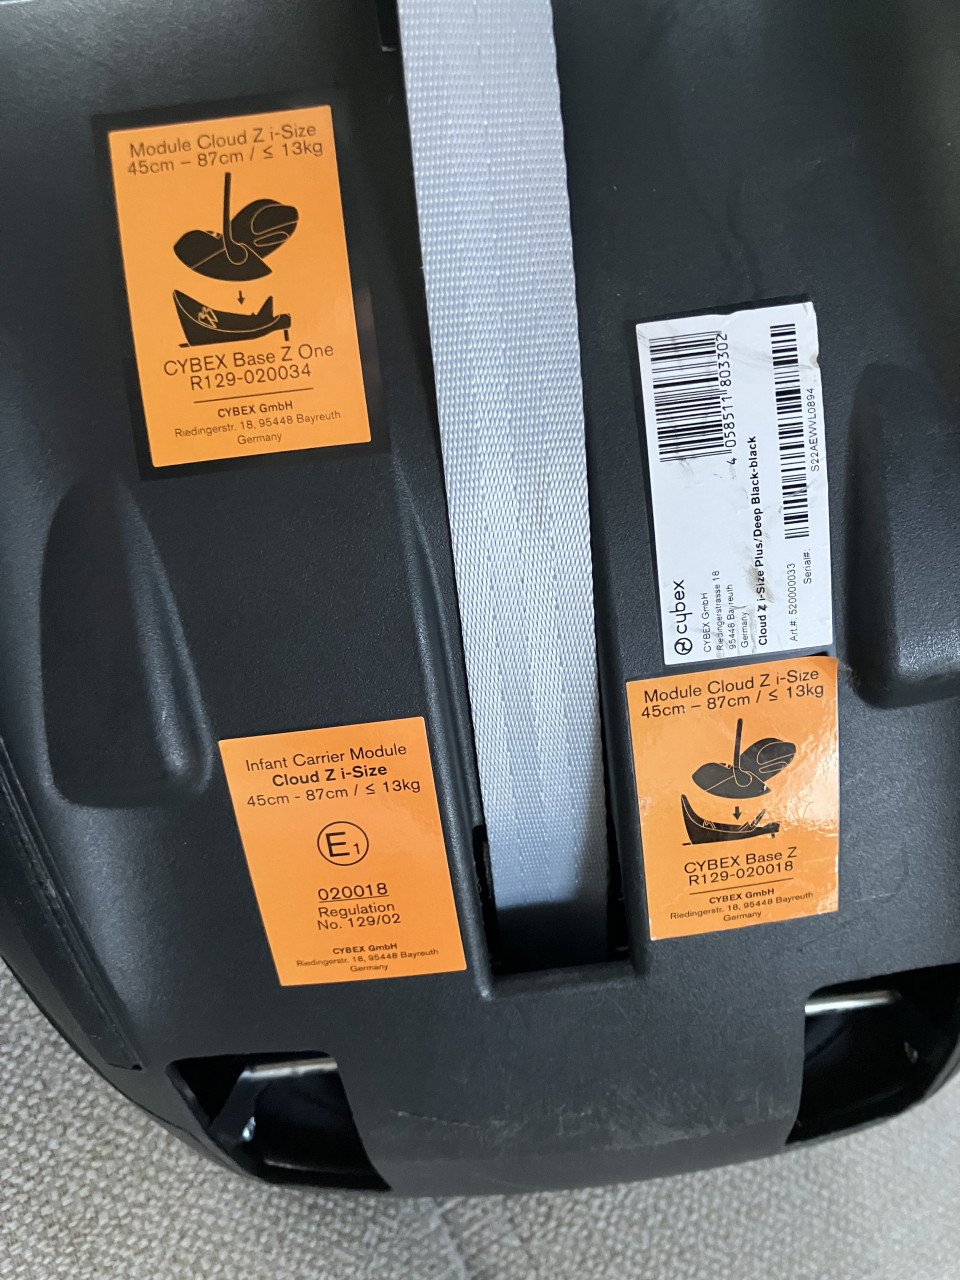 Module Cloud Z i-Size
45cm – 87cm / ≤ 13kg
CYBEX Base Z One
R129-020034
CYBEX GmbH
Riedingerstr. 18, 95448 Bayreuth
Germany
4 058511 803302
cybex
CYBEX GmbH
Riedingerstrasse 18
95448 Bayreuth
Germany
Cloud Z i-Size Plus/Deep Black-black
Art.#: 520000033
Serial#:
S22AEWVL0894
Infant Carrier Module
Cloud Z i-Size
45cm - 87cm / ≤ 13kg
E1
020018
Regulation
No. 129/02
CYBEX GmbH
Riedingerstr. 18, 95448 Bayreuth
Germany
Module Cloud Z i-Size
45cm – 87cm / ≤ 13kg
CYBEX Base Z
R129-020018
CYBEX GmbH
Riedingerstr. 18, 95448 Bayreuth
Germany